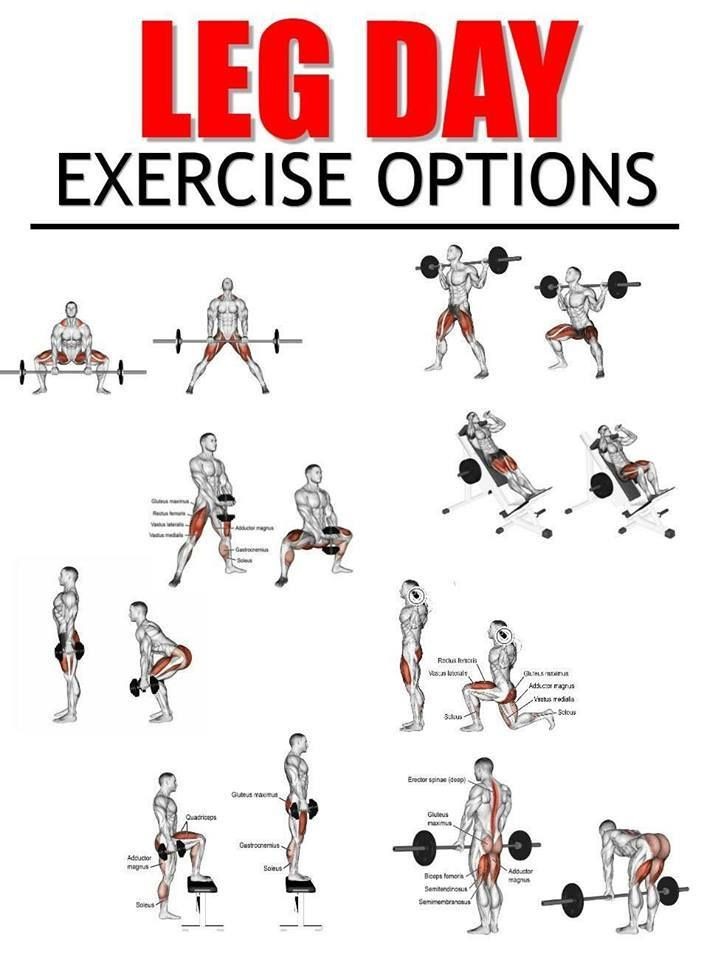 LEG DAY
EXERCISE OPTIONS
Gluteus maximus
Rectus femoris
Vastus lateralis
Vastus medialis
Adductor magnus
Gastrocnemius
Soleus
Rectus femoris
Vastus lateralis
Soleus
Gluteus maximus
Adductor magnus
Vastus medialis
Soleus
Quadriceps
Adductor
magnus
Soleus
Gluteus maximus
Gastrocnemius
Soleus
Erector spinae (deep)
Gluteus
maximus
Biceps femoris
Semitendinosus
Semimembranosus
Adductor
magnus